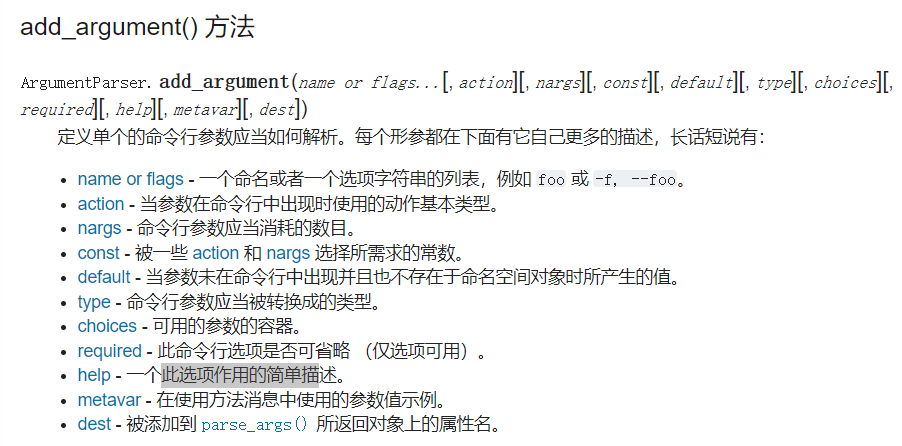 add_argument() 方法
ArgumentParser. add_argument(name or flags...[, action][, nargs][, const][, default][, type][, choices][,
required][, help][, metavar][, dest])
定义单个的命令行参数应当如何解析。每个形参都在下面有它自己更多的描述，长话短说有：
• name or flags - 一个命名或者一个选项字符串的列表，例如 foo 或 -f, --foo。
• action - 当参数在命令行中出现时使用的动作基本类型。
• nargs - 命令行参数应当消耗的数目。
• const - 被一些 action 和 nargs 选择所需求的常数。
• default - 当参数未在命令行中出现并且也不存在于命名空间对象时所产生的值。
• type - 命令行参数应当被转换成的类型。
• choices - 可用的参数的容器。
• required - 此命令行选项是否可省略 （仅选项可用）。
• help - 一个此选项作用的简单描述。
• metavar - 在使用方法消息中使用的参数值示例。
• dest - 被添加到 parse_args() 所返回对象上的属性名。